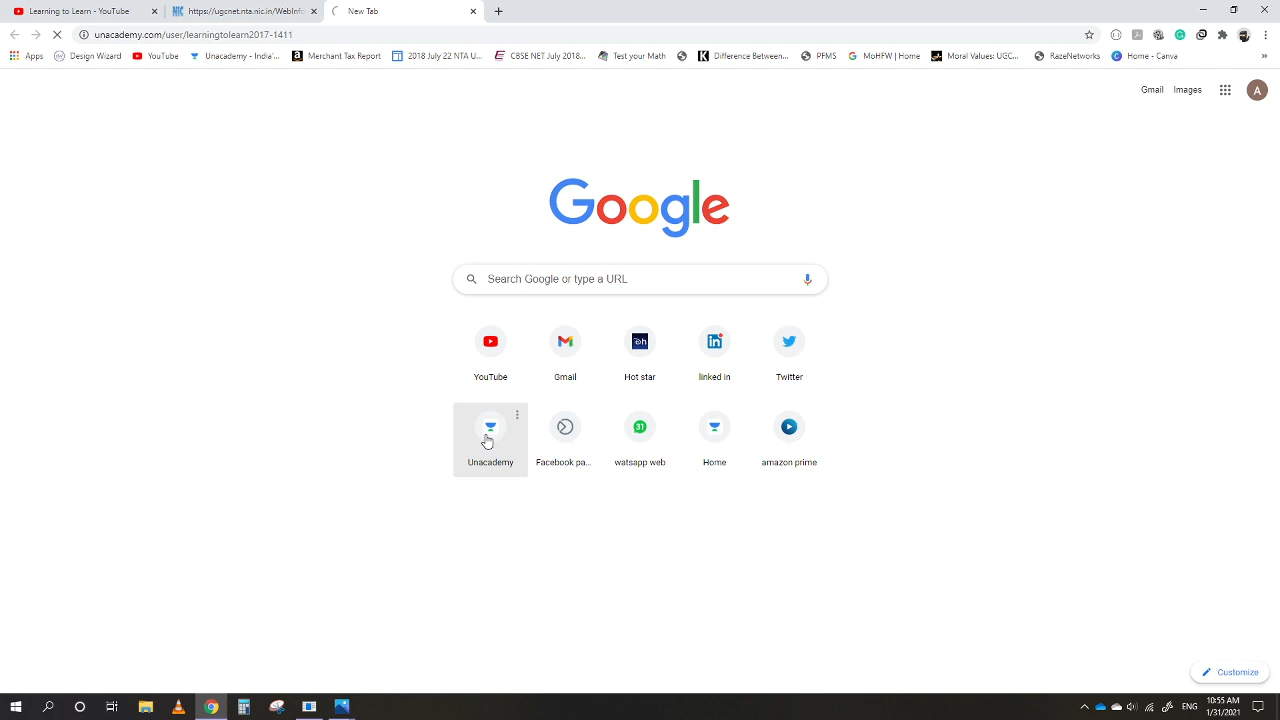 Learning to Learn - YouTube
https://ugcnet.nta.nic.in/WebInfo
New Tab
unacademy.com/user/learningtolearn2017-1411
Apps
Design Wizard
YouTube
Unacademy - India'...
Merchant Tax Report
2018 July 22 NTA U...
CBSE NET July 2018...
Test your Math
Difference Between...
PFMS
MoHFW | Home
Moral Values: UGC...
RazeNetworks
Home - Canva
Gmail
Images
A
Google
Search Google or type a URL
YouTube
Gmail
Hot star
linked in
Twitter
Unacademy
Facebook pa...
watsapp web
Home
amazon prime
Customize
ENG
10:55 AM
1/31/2021